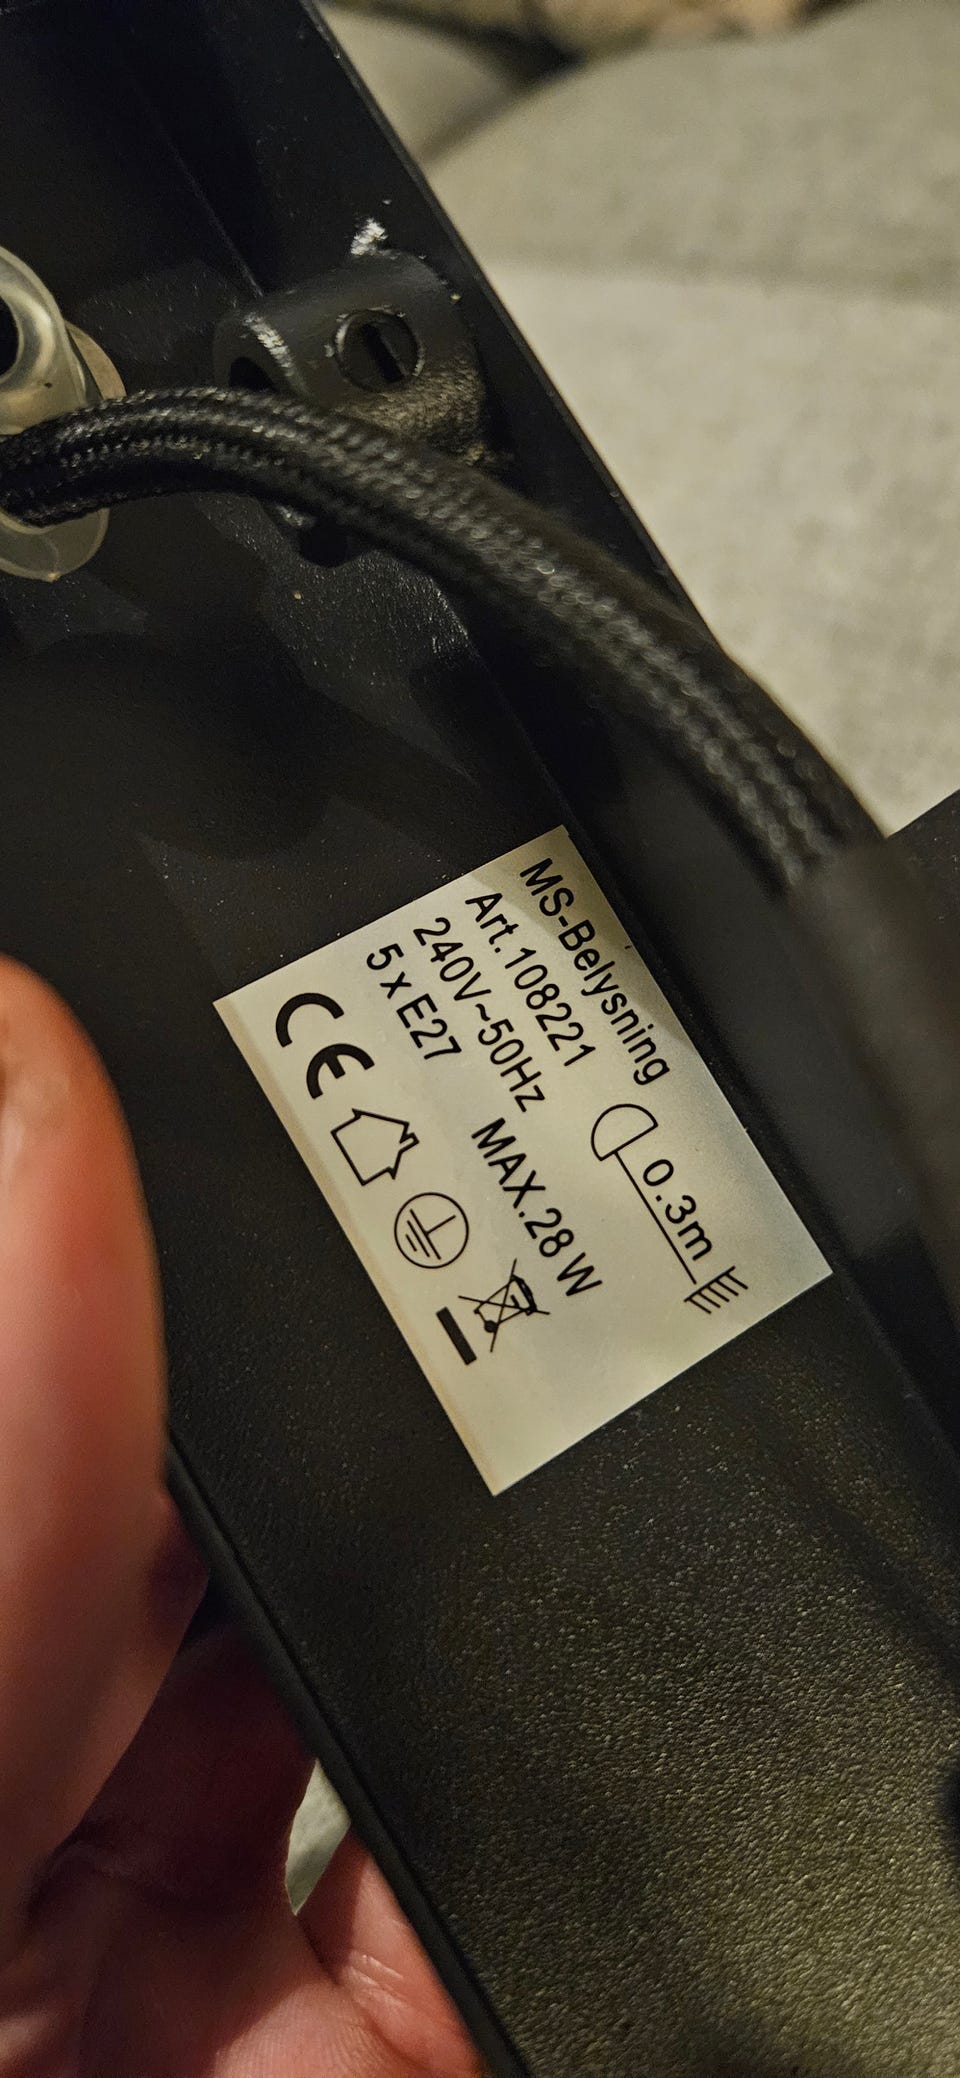 MS-Belysning
Art.108221
240V~50Hz
5 x E27 MAX.28 W
0.3m
CE